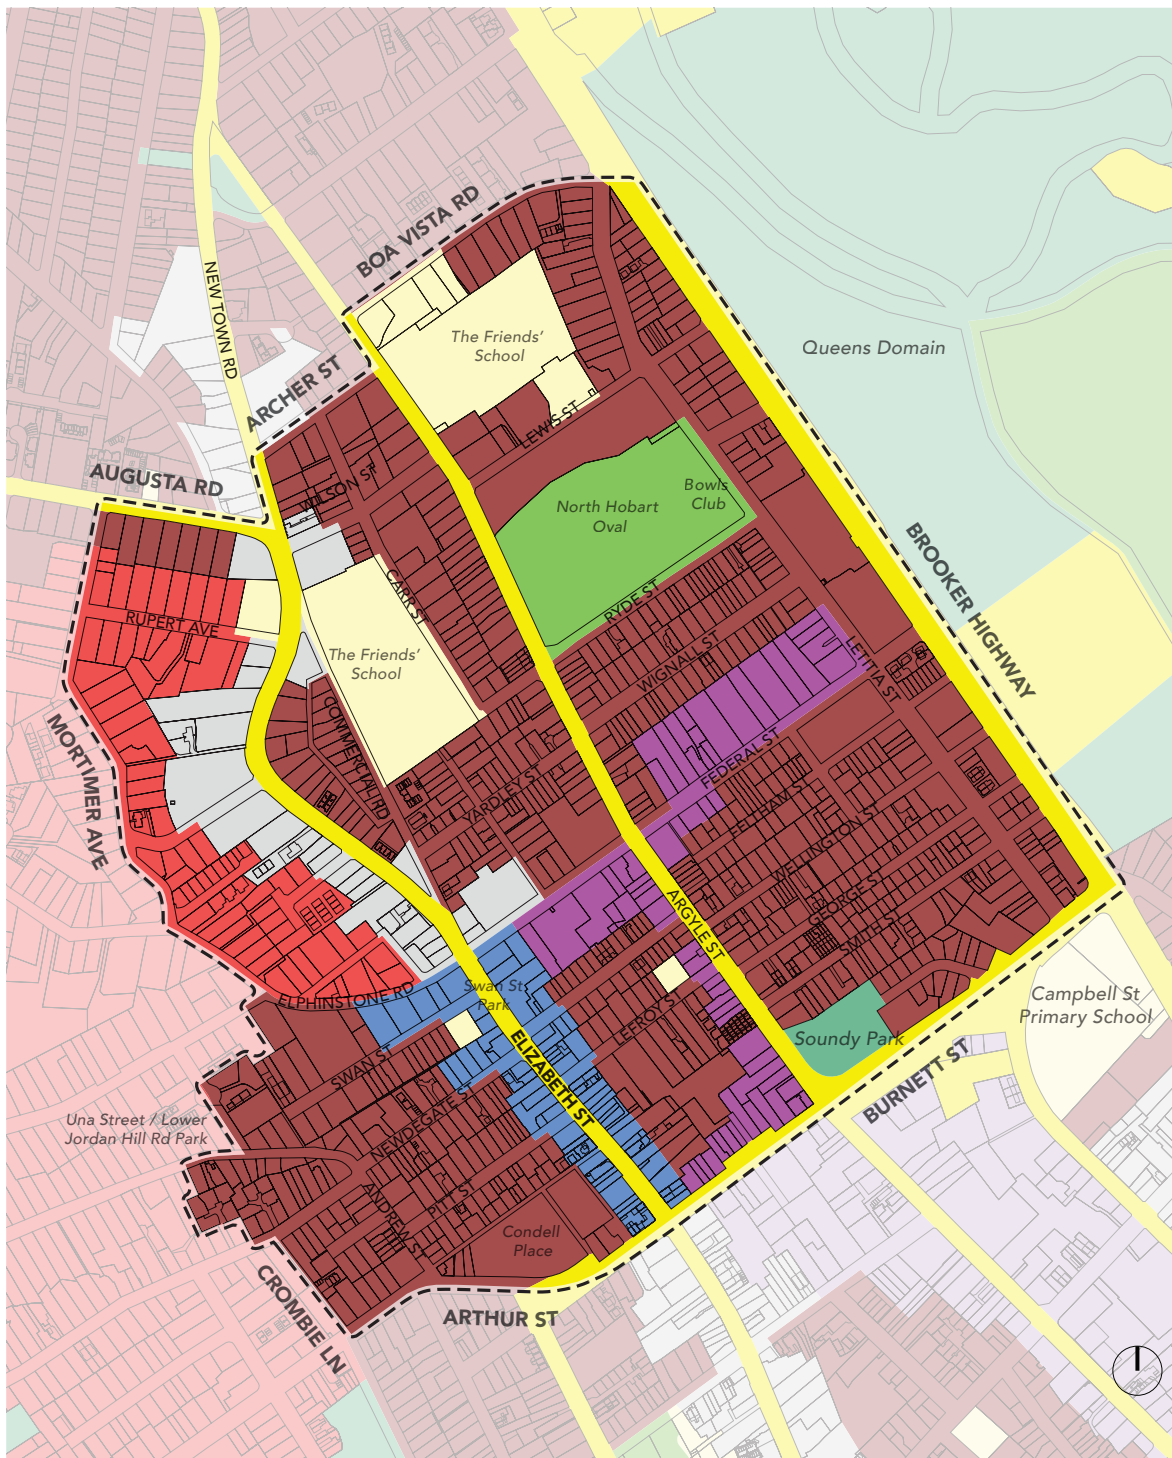 BOA VISTA RD
NEW TOWN RD
The Friends'
School
Queens Domain
ARCHER ST
LEWIS ST
AUGUSTA RD
WILSON ST
Bowls
Club
North Hobart
Oval
BROOKER HIGHWAY
CARR ST
RYDE ST
RUPERT AVE
The Friends'
School
WIGNALL ST
LETITIA ST
COMMERCIAL RD
MORTIMER AVE
FEDERAL ST
YARDLEY ST
FELTHAM ST
WELLINGTON ST
ARGYLE ST
GEORGE ST
SMITH ST
ELPHINSTONE RD
Swan St
Park
LEFROY S
Campbell St
Primary School
Soundy Park
SWAN ST
ELIZABETH ST
BURNETT ST
NEWDEGATE ST
Una Street / Lower
Jordan Hill Rd Park
ANDREW ST
PITT ST
Condell
Place
CROMBIE LN
ARTHUR ST